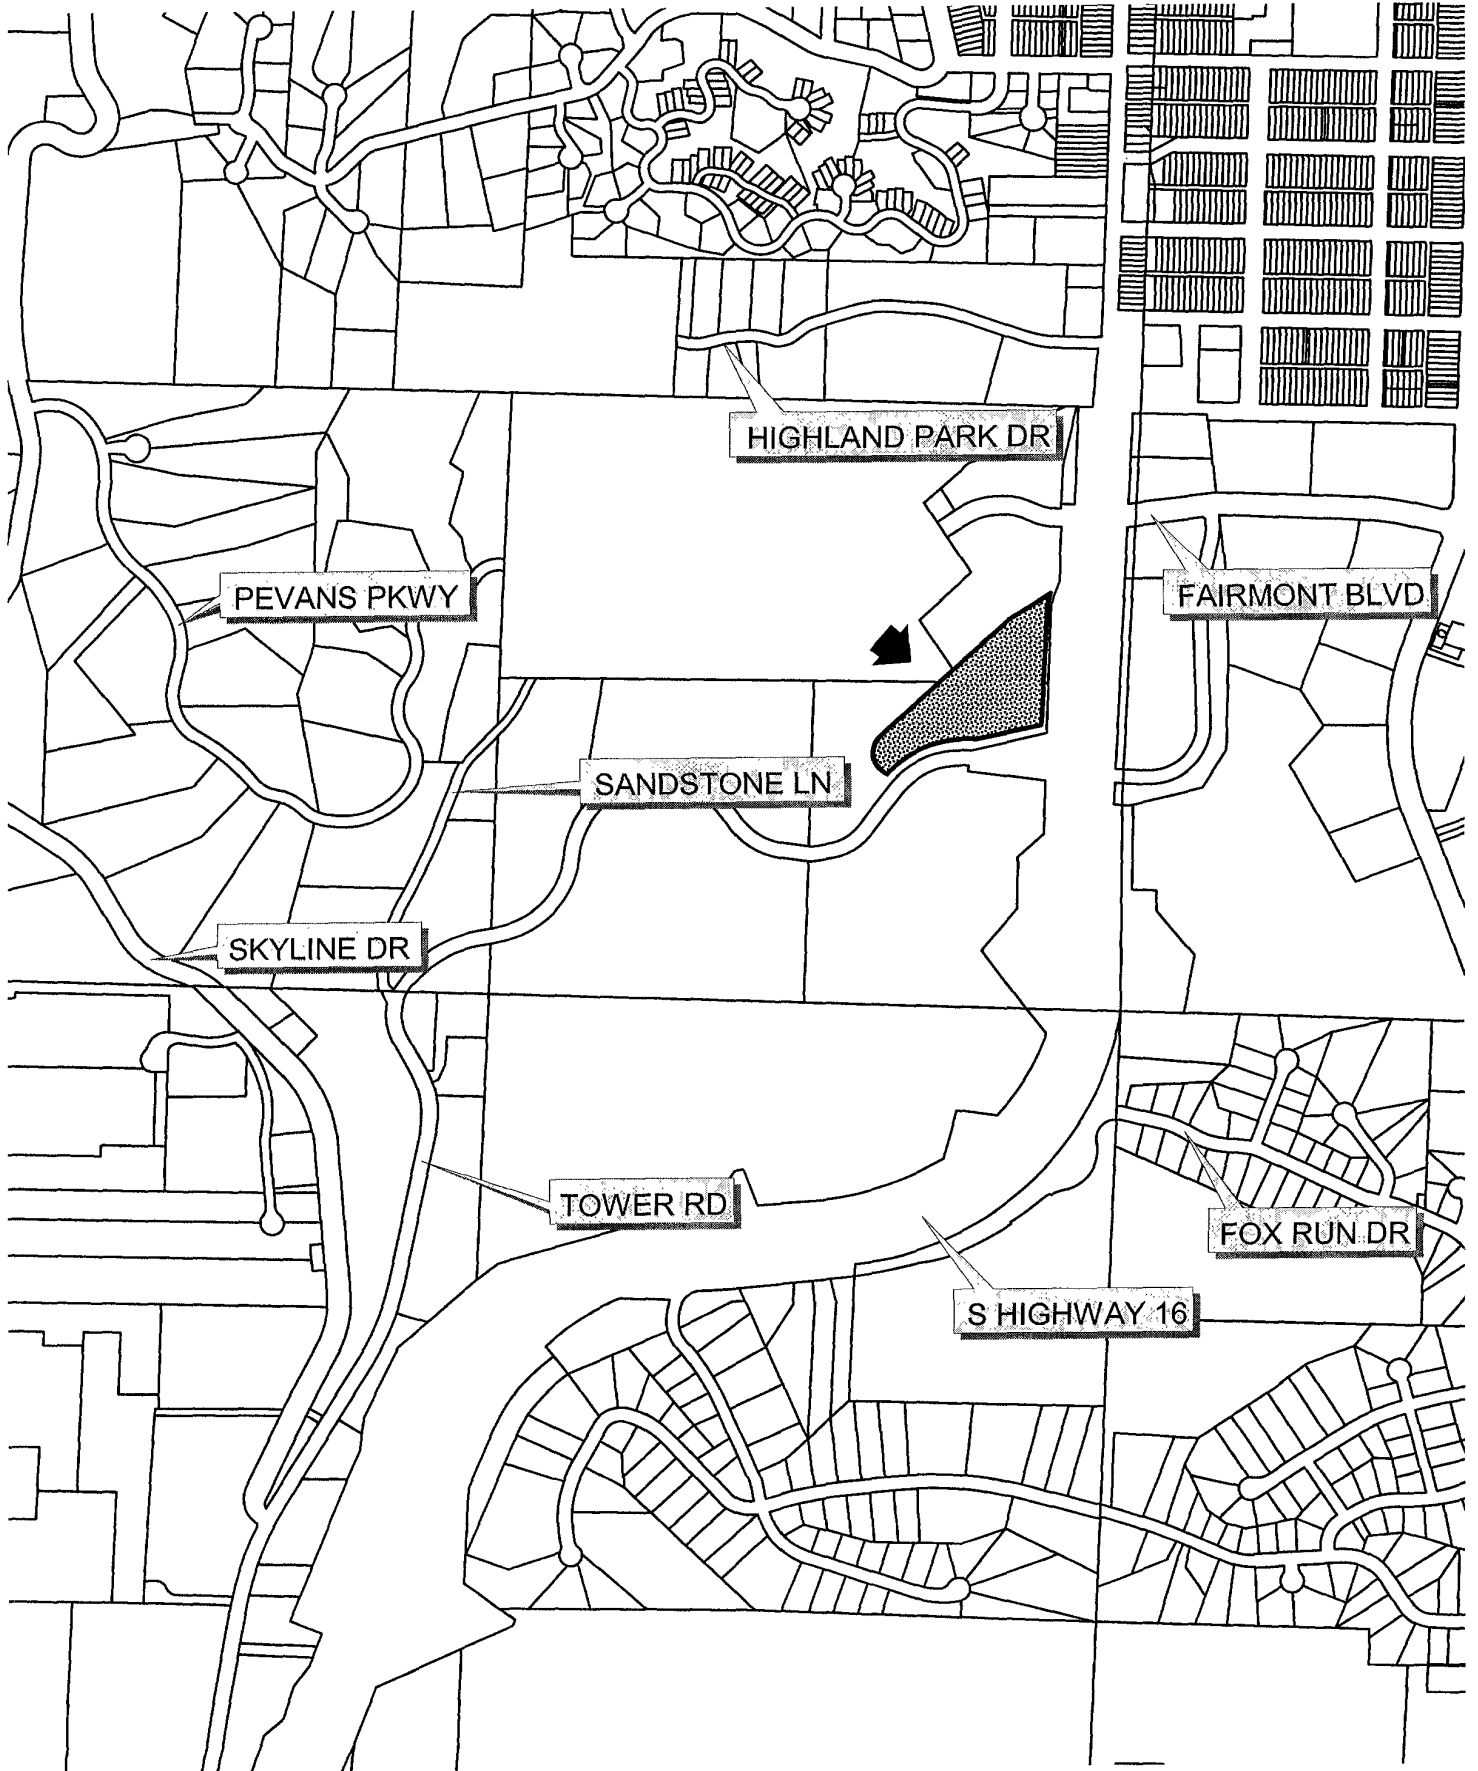 HIGHLAND PARK DR
PEVANS PKWY
FAIRMONT BLVD
SANDSTONE LN
SKYLINE DR
TOWER RD
FOX RUN DR
S HIGHWAY 16